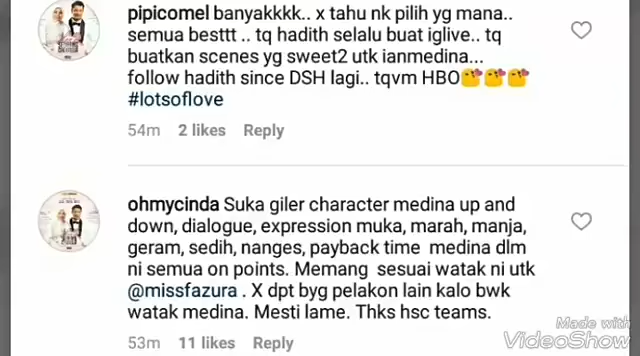 pipicomel banyakkkk.. x tahu nk pilih yg mana..
semua besttt .. tq hadith selalu buat iglive.. tq
buatkan scenes yg sweet2 utk ianmedina...
follow hadith since DSH lagi.. tqvm HBO😘😘😘
#lotsoflove
54m 2 likes Reply
ohmycinda Suka giler character medina up and
down, dialogue, expression muka, marah, manja,
geram, sedih, nanges, payback time medina dlm
ni semua on points. Memang sesuai watak ni utk
@missfazura . X dpt byg pelakon lain kalo bwk
watak medina. Mesti lame. Thks hsc teams.
53m 11 likes Reply
Made with
VideoShow